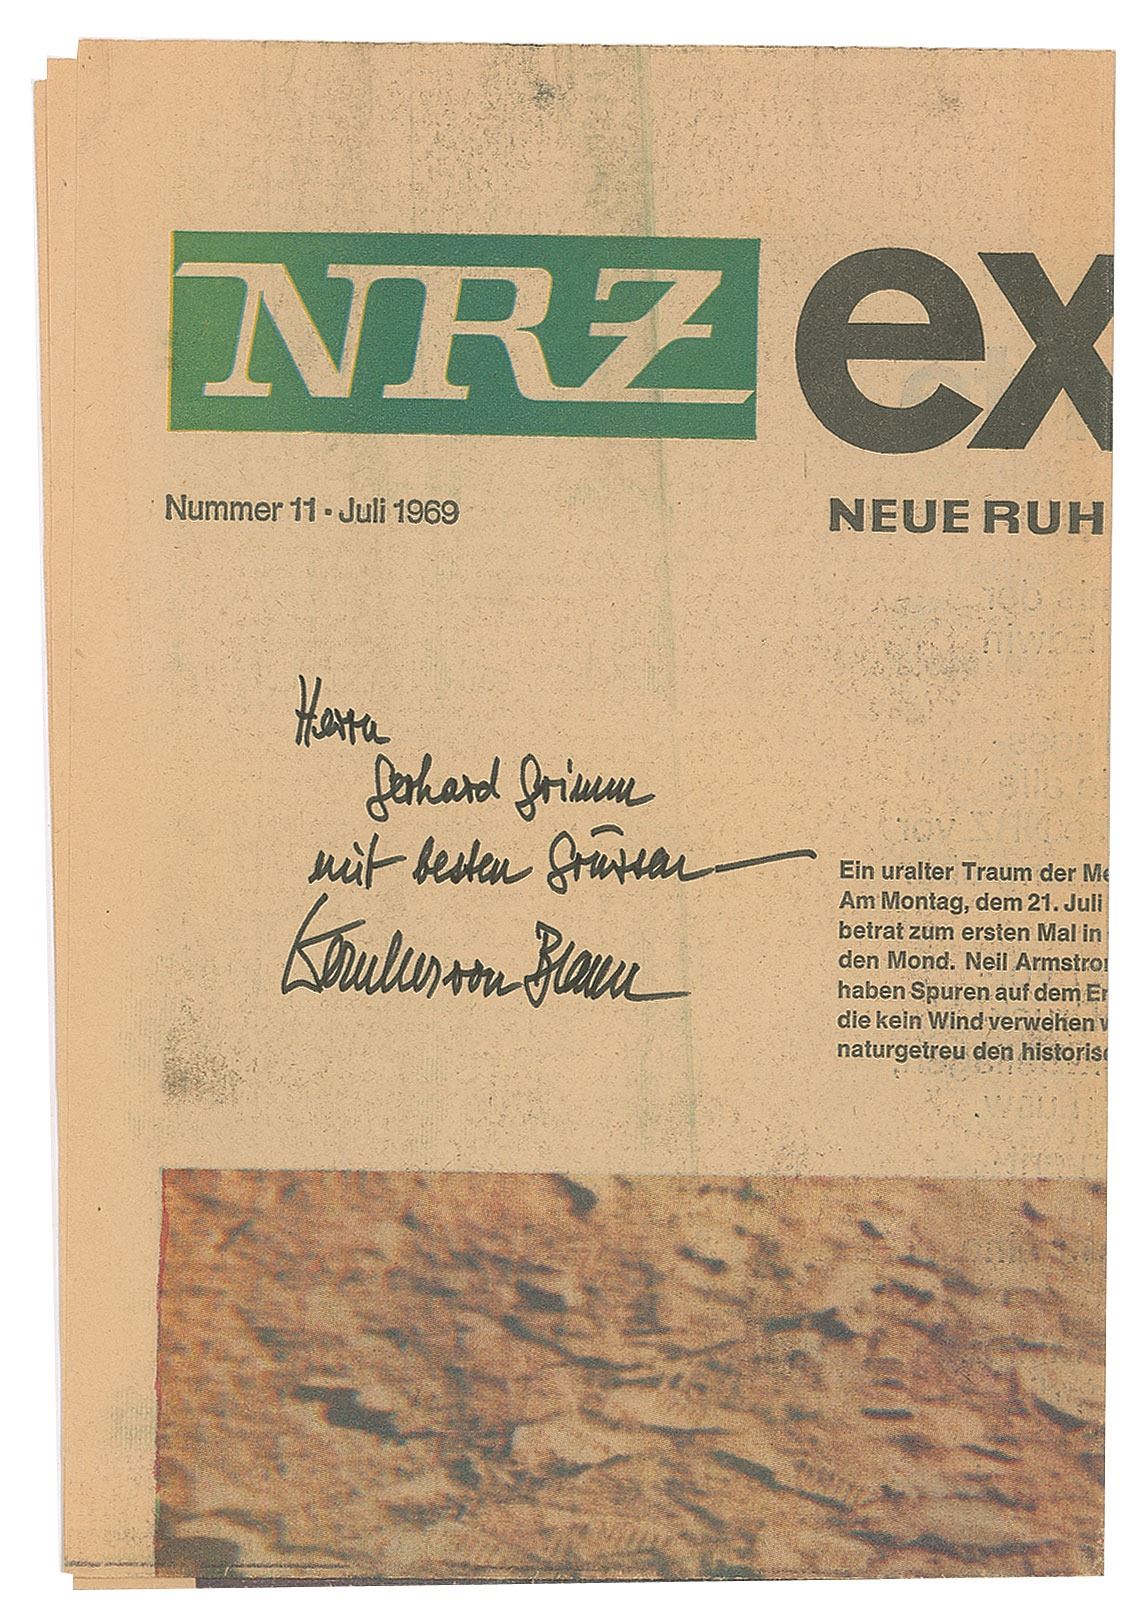 NRZ ex
Nummer 11 · Juli 1969
NEUE RUH
Herrn
Gerhard Grimm
mit besten Grüssen
Wernher von Braun
Ein uralter Traum der Me
Am Montag, dem 21. Juli
betrat zum ersten Mal in
den Mond. Neil Armstron
haben Spuren auf dem Er
die kein Wind verwehen w
naturgetreu den historisc